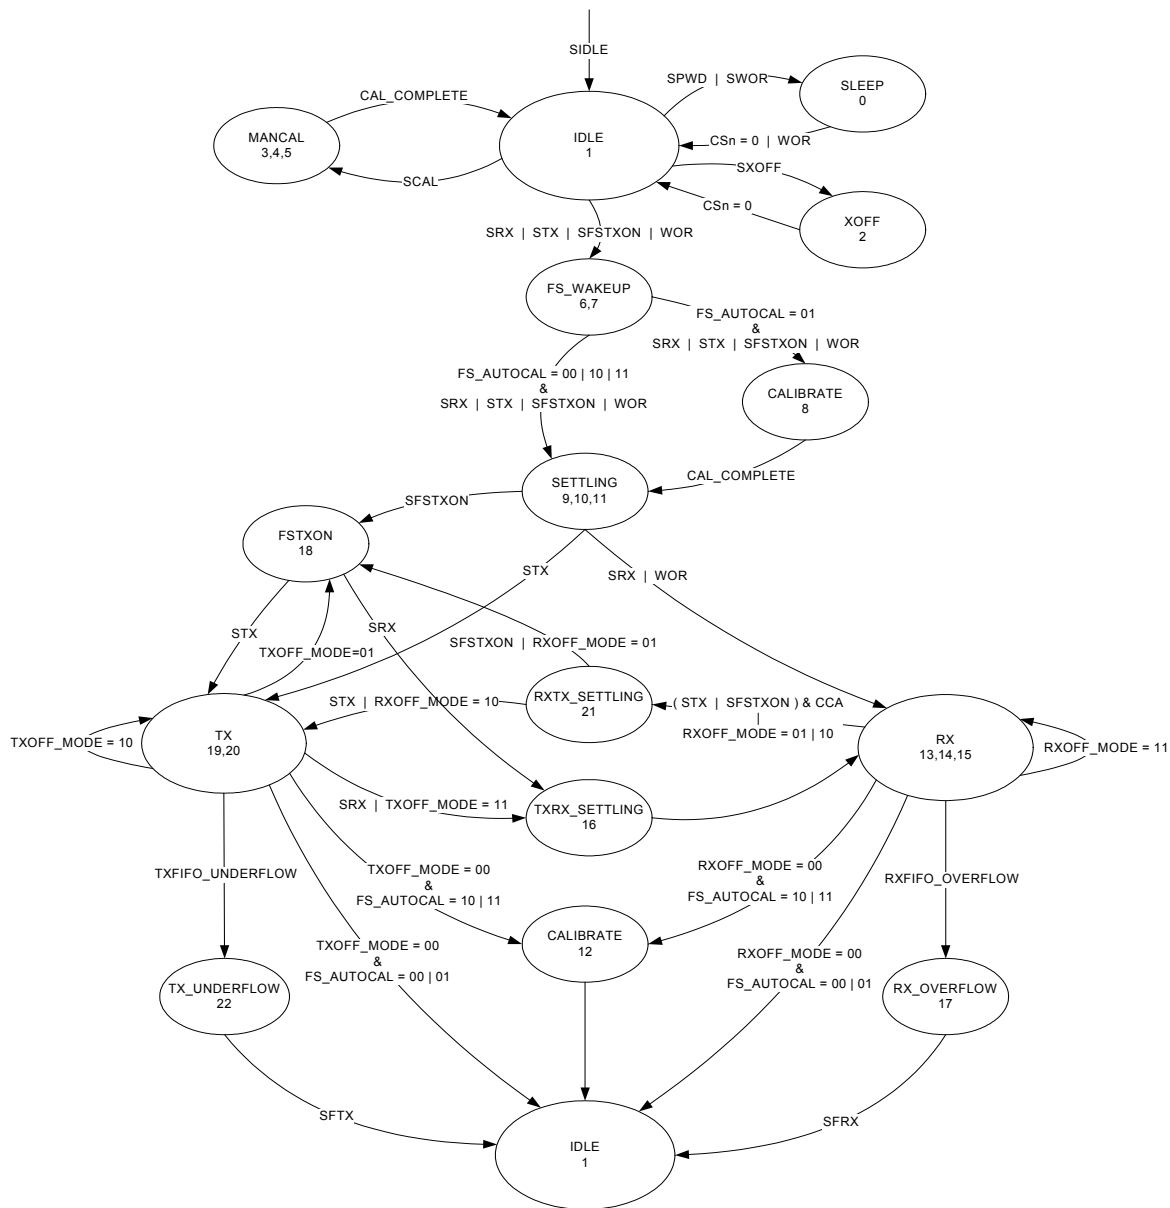 SIDLE
SPWD | SWOR
SLEEP
0
CAL_COMPLETE
IDLE
1
MANCAL
3,4,5
CSn = 0 | WOR
SXOFF
SCAL
CSn = 0
XOFF
2
SRX | STX | SFSTXON | WOR
FS_WAKEUP
6,7
FS_AUTOCAL = 01
&
SRX | STX | SFSTXON | WOR
FS_AUTOCAL = 00 | 10 | 11
&
SRX | STX | SFSTXON | WOR
CALIBRATE
8
CAL_COMPLETE
SETTLING
9,10,11
SFSTXON
FSTXON
18
STX
SRX | WOR
STX
SRX
TXOFF_MODE=01
SFSTXON | RXOFF_MODE = 01
STX | RXOFF_MODE = 10
RXTX_SETTLING
21
( STX | SFSTXON ) & CCA
|
RXOFF_MODE = 01 | 10
TXOFF_MODE = 10
TX
19,20
RX
13,14,15
RXOFF_MODE = 11
SRX | TXOFF_MODE = 11
TXRX_SETTLING
16
TXFIFO_UNDERFLOW
TXOFF_MODE = 00
&
FS_AUTOCAL = 10 | 11
RXOFF_MODE = 00
&
FS_AUTOCAL = 10 | 11
RXFIFO_OVERFLOW
CALIBRATE
12
TXOFF_MODE = 00
&
FS_AUTOCAL = 00 | 01
RXOFF_MODE = 00
&
FS_AUTOCAL = 00 | 01
TX_UNDERFLOW
22
RX_OVERFLOW
17
SFTX
SFRX
IDLE
1